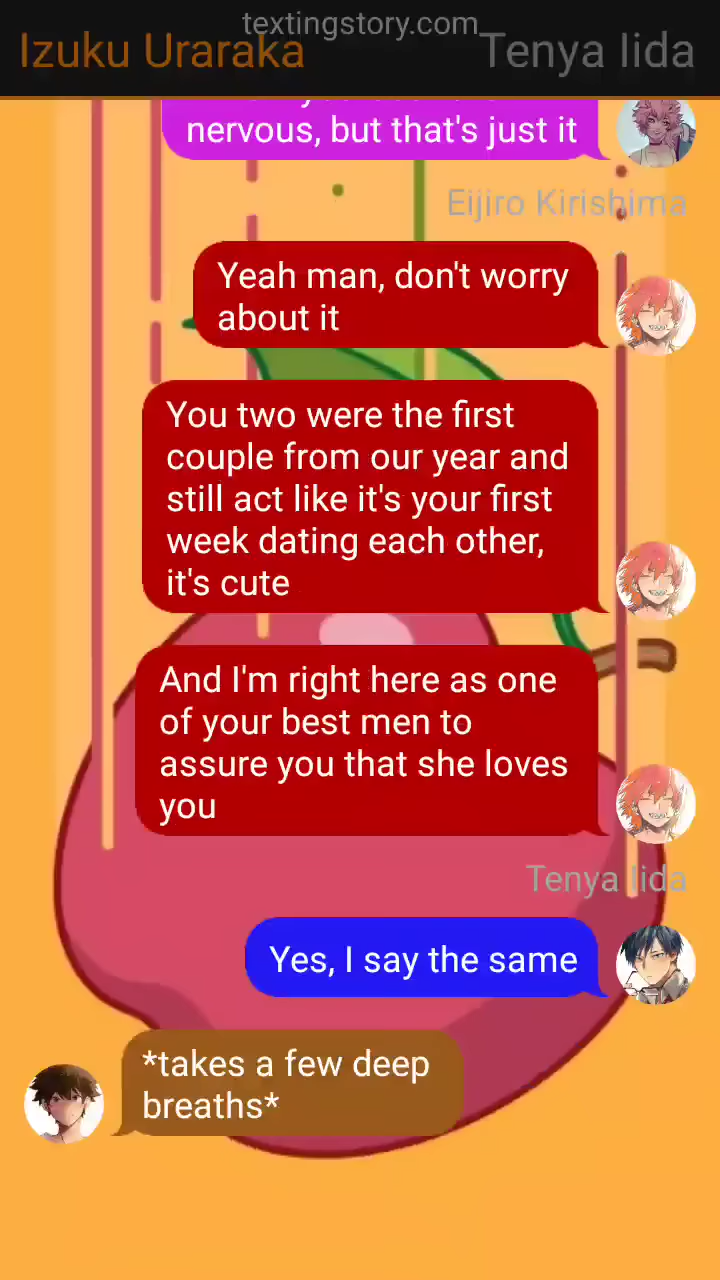 textingstory.com
Izuku Uraraka
Tenya Iida
nervous, but that's just it
Eijiro Kirishima
Yeah man, don't worry
about it
You two were the first
couple from our year and
still act like it's your first
week dating each other,
it's cute
And I'm right here as one
of your best men to
assure you that she loves
you
Tenya Iida
Yes, I say the same
*takes a few deep
breaths*